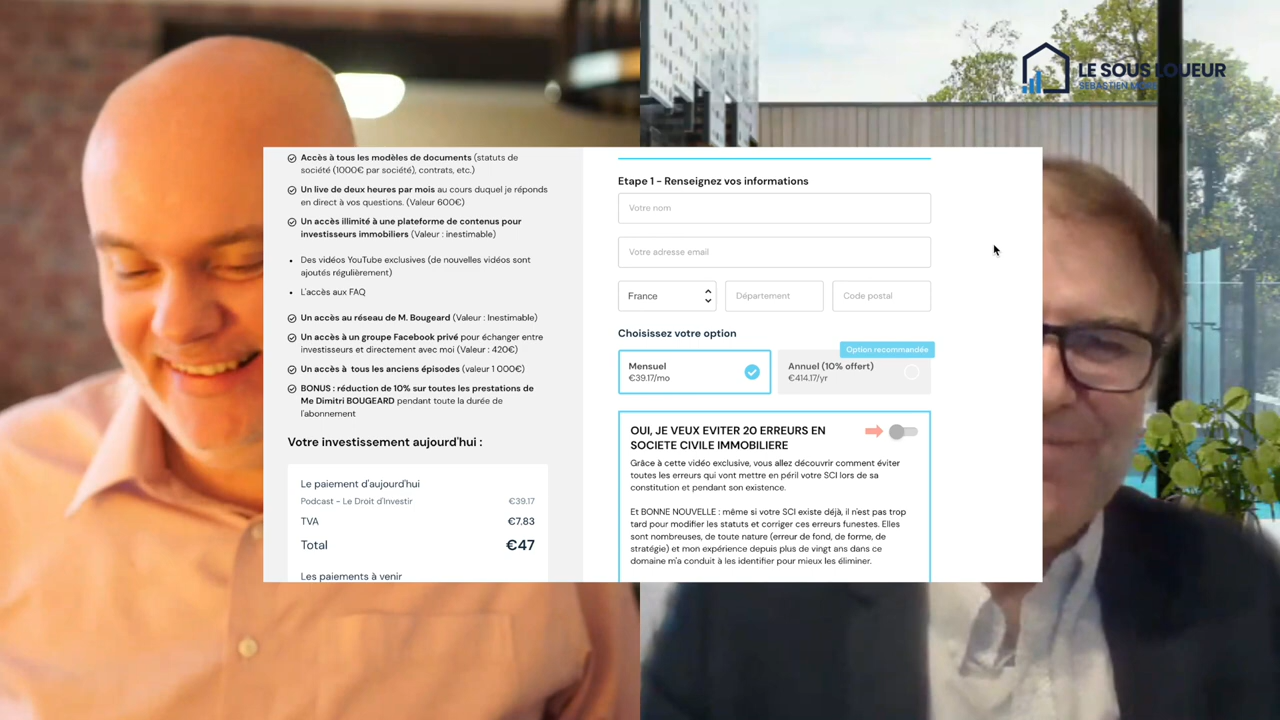 LE SOUS LOUEUR
Accès à tous les modèles de documents (statuts de
société (1000€ par société), contrats, etc.)
Un live de deux heures par mois au cours duquel je réponds
en direct à vos questions. (Valeur 600€)
Un accès illimité à une plateforme de contenus pour
investisseurs immobiliers (Valeur : inestimable)
Des vidéos YouTube exclusives (de nouvelles vidéos sont
ajoutés régulièrement)
L'accès aux FAQ
Un accès au réseau de M. Bougeard (Valeur : Inestimable)
Un accès à un groupe Facebook privé pour échanger entre
investisseurs et directement avec moi (Valeur : 420€)
Un accès à tous les anciens épisodes (valeur 1 000€)
BONUS : réduction de 10% sur toutes les prestations de
Me Dimitri BOUGEARD pendant toute la durée de
l'abonnement
Votre investissement aujourd'hui :
Le paiement d'aujourd'hui
Podcast - Le Droit d'Investir €39.17
TVA €7.83
Total €47
Les paiements à venir
Etape 1 - Renseignez vos informations
Votre nom
Votre adresse email
France Département Code postal
Choisissez votre option
Option recommandée
Mensuel
€39.17/mo
Annuel (10% offert)
€414.17/yr
OUI, JE VEUX EVITER 20 ERREURS EN
SOCIETE CIVILE IMMOBILIERE
Grâce à cette vidéo exclusive, vous allez découvrir comment éviter
toutes les erreurs qui vont mettre en péril votre SCI lors de sa
constitution et pendant son existence.
Et BONNE NOUVELLE : même si votre SCI existe déjà, il n'est pas trop
tard pour modifier les statuts et corriger ces erreurs funestes. Elles
sont nombreuses, de toute nature (erreur de fond, de forme, de
stratégie) et mon expérience depuis plus de vingt ans dans ce
domaine m'a conduit à les identifier pour mieux les éliminer.